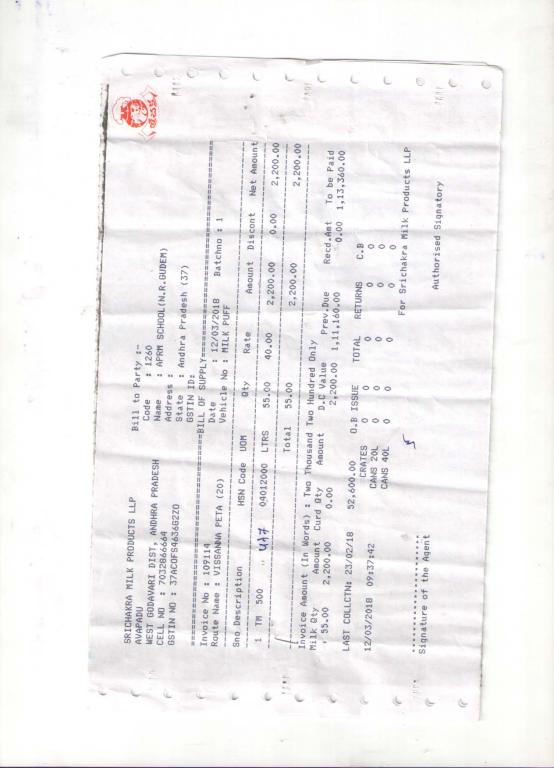 SRICHAKRA MILK PRODUCTS LLP
AVAPADU
WEST GODAVARI DIST, ANDHRA PRADESH
CELL NO : 7032866664
GSTIN NO : 37ACQFS4636G2Z0
Bill to Party :-
Code : 1260
Name : APRM SCHOOL(N.R.GUDEM)
Address :
State : Andhra Pradesh (37)
GSTIN ID:
BILL OF SUPPLY
Invoice No : 109114 Date : 12/03/2018 Batchno : 1
Route Name : VISSANNA PETA (20) Vehicle No : MILK PUFF
Sno Description HSN Code UOM Qty Rate Amount Discont Net Amount
1 TM 500 04012000 LTRS 55.00 40.00 2,200.00 0.00 2,200.00
Total 55.00 2,200.00 2,200.00
Invoice Amount (In Words) : Two Thousand Two Hundred Only
Milk Qty Amount Curd Qty Amount D.C Value Prev.Due Recd.Amt To be Paid
55.00 2,200.00 0.00 2,200.00 1,11,160.00 0.00 1,13,360.00
LAST COLLCTN: 23/02/18 52,600.00 O.B ISSUE TOTAL RETURNS C.B
CRATES 0 0 0 0 0
12/03/2018 09:37:42 CANS 20L 0 0 0 0 0
CANS 40L 0 0 0 0 0
For Srichakra Milk Products LLP
Signature of the Agent Authorised Signatory